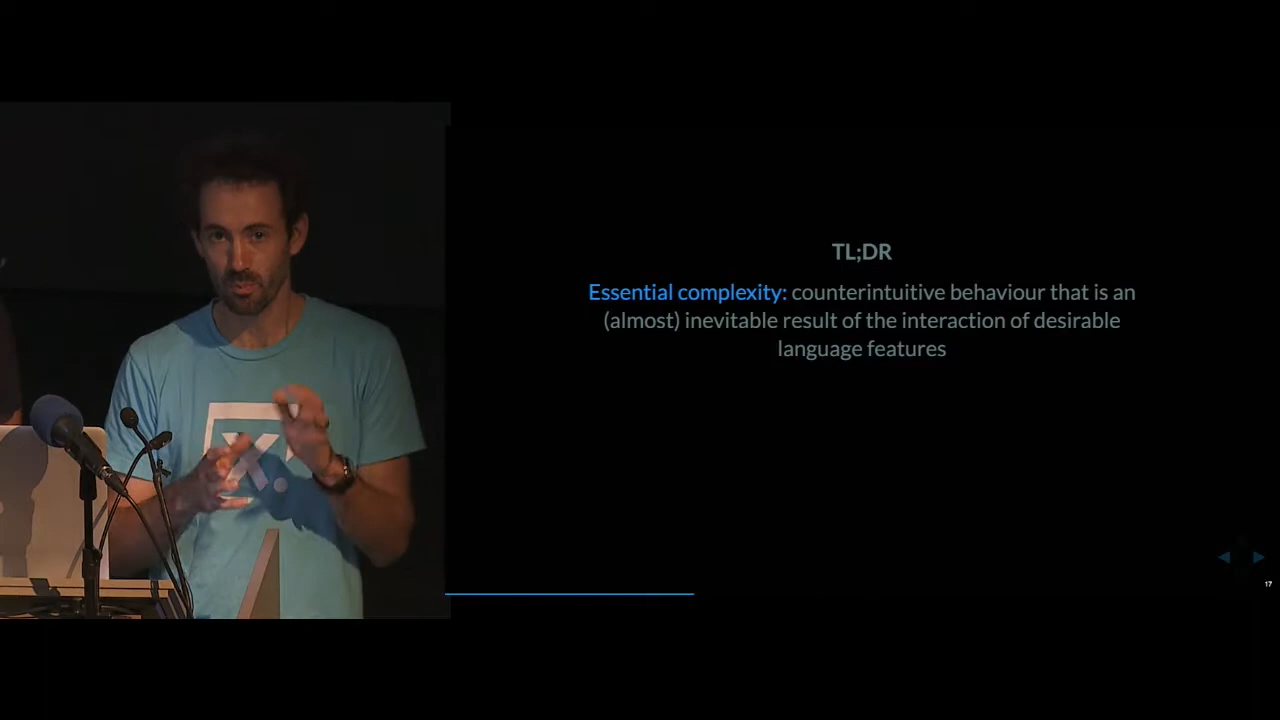 TL;DR
Essential complexity: counterintuitive behaviour that is an
(almost) inevitable result of the interaction of desirable
language features
X.
17